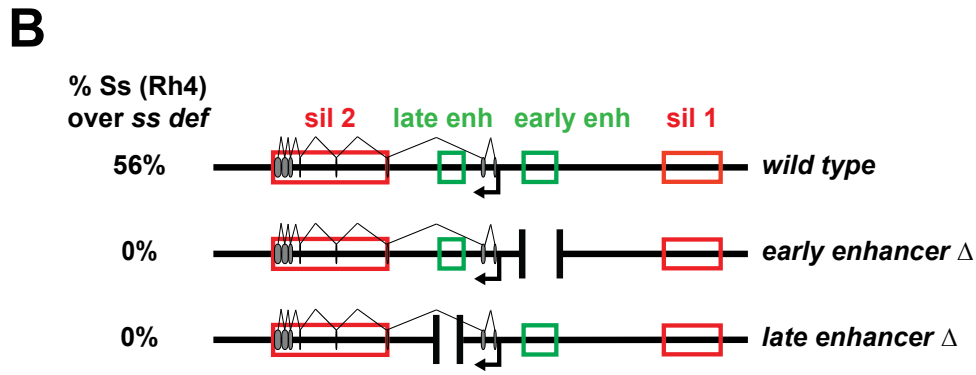 B
% Ss (Rh4)
over ss def
sil 2 late enh early enh sil 1
56% wild type
0% early enhancer Δ
0% late enhancer Δ